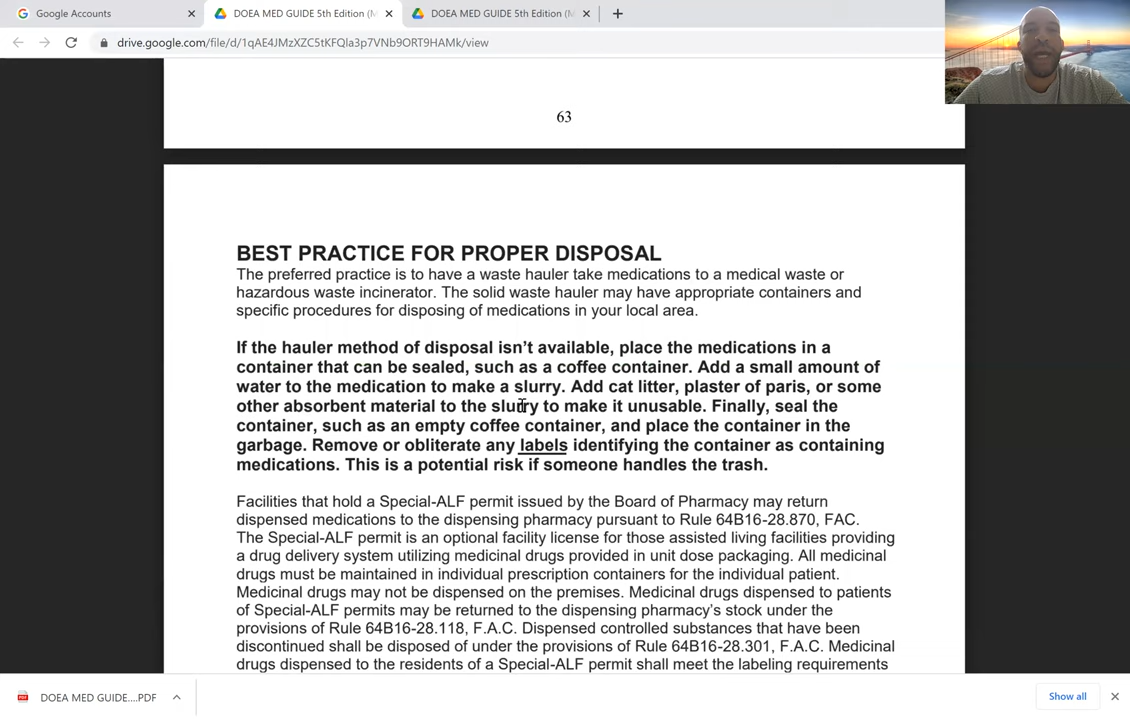 Google Accounts
DOEA MED GUIDE 5th Edition (M
DOEA MED GUIDE 5th Edition (M
drive.google.com/file/d/1qAE4JMzXZC5tKFQla3p7VNb9ORT9HAMk/view
63
BEST PRACTICE FOR PROPER DISPOSAL
The preferred practice is to have a waste hauler take medications to a medical waste or
hazardous waste incinerator. The solid waste hauler may have appropriate containers and
specific procedures for disposing of medications in your local area.
If the hauler method of disposal isn’t available, place the medications in a
container that can be sealed, such as a coffee container. Add a small amount of
water to the medication to make a slurry. Add cat litter, plaster of paris, or some
other absorbent material to the slurry to make it unusable. Finally, seal the
container, such as an empty coffee container, and place the container in the
garbage. Remove or obliterate any labels identifying the container as containing
medications. This is a potential risk if someone handles the trash.
Facilities that hold a Special-ALF permit issued by the Board of Pharmacy may return
dispensed medications to the dispensing pharmacy pursuant to Rule 64B16-28.870, FAC.
The Special-ALF permit is an optional facility license for those assisted living facilities providing
a drug delivery system utilizing medicinal drugs provided in unit dose packaging. All medicinal
drugs must be maintained in individual prescription containers for the individual patient.
Medicinal drugs may not be dispensed on the premises. Medicinal drugs dispensed to patients
of Special-ALF permits may be returned to the dispensing pharmacy’s stock under the
provisions of Rule 64B16-28.118, F.A.C. Dispensed controlled substances that have been
discontinued shall be disposed of under the provisions of Rule 64B16-28.301, F.A.C. Medicinal
drugs dispensed to the residents of a Special-ALF permit shall meet the labeling requirements
DOEA MED GUIDE....PDF
Show all